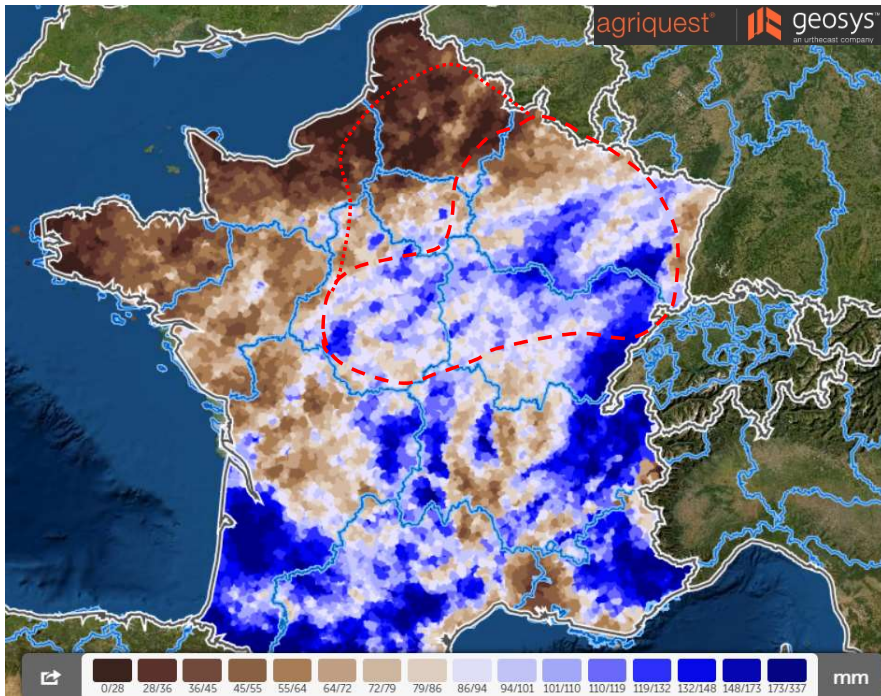 agriquest®
geosys™
an urthecast company
0/28 28/36 36/45 45/55 55/64 64/72 72/79 79/86 86/94 94/101 101/110 110/119 119/132 132/148 148/173 173/337 mm